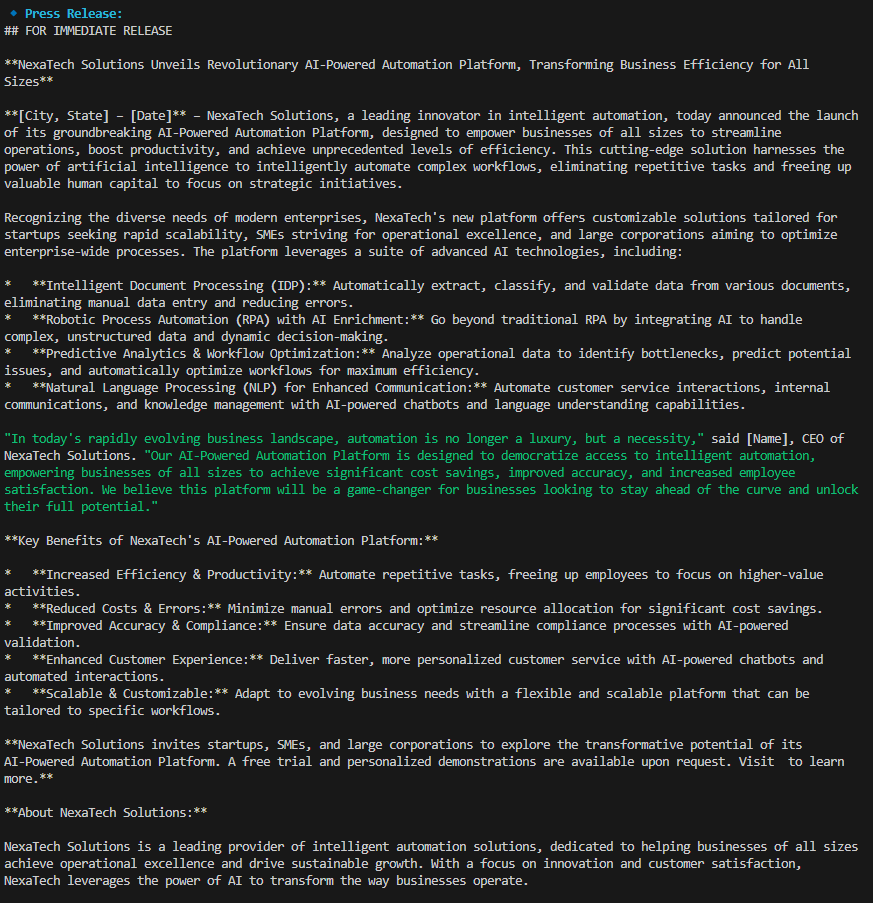 🔹 Press Release:
## FOR IMMEDIATE RELEASE
**NexaTech Solutions Unveils Revolutionary AI-Powered Automation Platform, Transforming Business Efficiency for All
Sizes**
**[City, State] – [Date]** – NexaTech Solutions, a leading innovator in intelligent automation, today announced the launch
of its groundbreaking AI-Powered Automation Platform, designed to empower businesses of all sizes to streamline
operations, boost productivity, and achieve unprecedented levels of efficiency. This cutting-edge solution harnesses the
power of artificial intelligence to intelligently automate complex workflows, eliminating repetitive tasks and freeing up
valuable human capital to focus on strategic initiatives.
Recognizing the diverse needs of modern enterprises, NexaTech's new platform offers customizable solutions tailored for
startups seeking rapid scalability, SMEs striving for operational excellence, and large corporations aiming to optimize
enterprise-wide processes. The platform leverages a suite of advanced AI technologies, including:
*   **Intelligent Document Processing (IDP):** Automatically extract, classify, and validate data from various documents,
eliminating manual data entry and reducing errors.
*   **Robotic Process Automation (RPA) with AI Enrichment:** Go beyond traditional RPA by integrating AI to handle
complex, unstructured data and dynamic decision-making.
*   **Predictive Analytics & Workflow Optimization:** Analyze operational data to identify bottlenecks, predict potential
issues, and automatically optimize workflows for maximum efficiency.
*   **Natural Language Processing (NLP) for Enhanced Communication:** Automate customer service interactions, internal
communications, and knowledge management with AI-powered chatbots and language understanding capabilities.
"In today's rapidly evolving business landscape, automation is no longer a luxury, but a necessity," said [Name], CEO of
NexaTech Solutions. "Our AI-Powered Automation Platform is designed to democratize access to intelligent automation,
empowering businesses of all sizes to achieve significant cost savings, improved accuracy, and increased employee
satisfaction. We believe this platform will be a game-changer for businesses looking to stay ahead of the curve and unlock
their full potential."
**Key Benefits of NexaTech's AI-Powered Automation Platform:**
*   **Increased Efficiency & Productivity:** Automate repetitive tasks, freeing up employees to focus on higher-value
activities.
*   **Reduced Costs & Errors:** Minimize manual errors and optimize resource allocation for significant cost savings.
*   **Improved Accuracy & Compliance:** Ensure data accuracy and streamline compliance processes with AI-powered
validation.
*   **Enhanced Customer Experience:** Deliver faster, more personalized customer service with AI-powered chatbots and
automated interactions.
*   **Scalable & Customizable:** Adapt to evolving business needs with a flexible and scalable platform that can be
tailored to specific workflows.
**NexaTech Solutions invites startups, SMEs, and large corporations to explore the transformative potential of its
AI-Powered Automation Platform. A free trial and personalized demonstrations are available upon request. Visit  to learn
more.**
**About NexaTech Solutions:**
NexaTech Solutions is a leading provider of intelligent automation solutions, dedicated to helping businesses of all sizes
achieve operational excellence and drive sustainable growth. With a focus on innovation and customer satisfaction,
NexaTech leverages the power of AI to transform the way businesses operate.